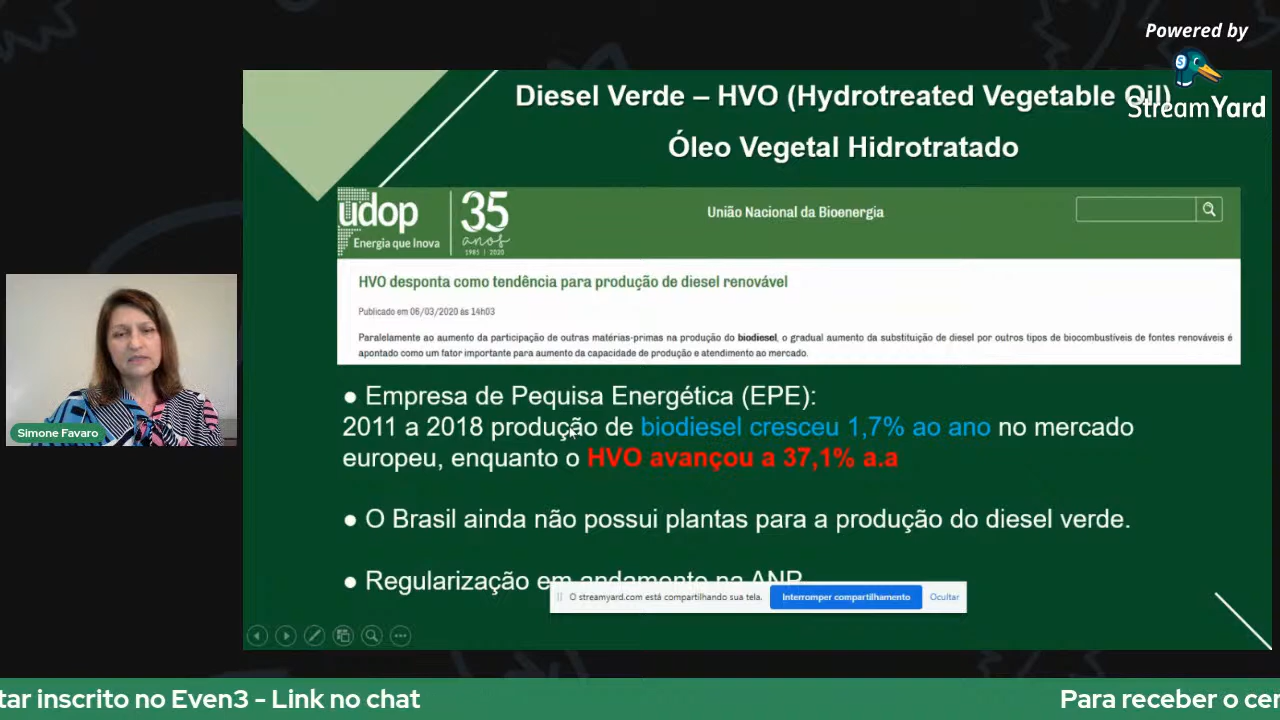 Powered by
StreamYard
Diesel Verde – HVO (Hydrotreated Vegetable Oil)
Óleo Vegetal Hidrotratado
udop
Energia que Inova
35
anos
1985 | 2020
União Nacional da Bioenergia
HVO desponta como tendência para produção de diesel renovável
Publicado em 06/03/2020 às 14h03
Paralelamente ao aumento da participação de outras matérias-primas na produção do biodiesel, o gradual aumento da substituição de diesel por outros tipos de biocombustíveis de fontes renováveis é
apontado como um fator importante para aumento da capacidade de produção e atendimento ao mercado.
● Empresa de Pequisa Energética (EPE):
2011 a 2018 produção de biodiesel cresceu 1,7% ao ano no mercado
europeu, enquanto o HVO avançou a 37,1% a.a
● O Brasil ainda não possui plantas para a produção do diesel verde.
● Regularização em andamento na ANP
O streamyard.com está compartilhando sua tela. Interromper compartilhamento Ocultar
Simone Favaro
tar inscrito no Even3 - Link no chat
Para receber o cer